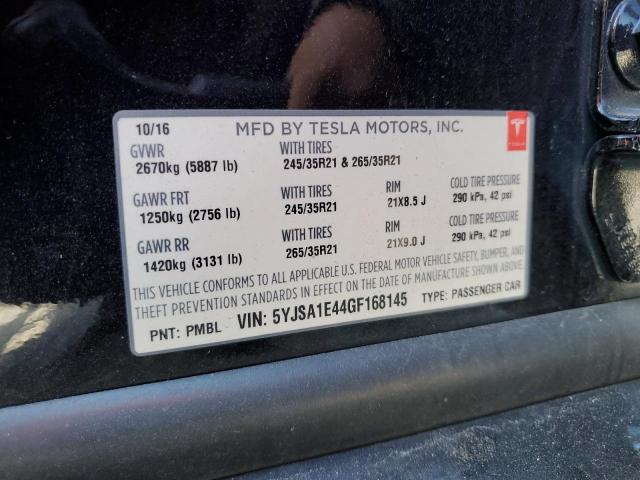 10/16 MFD BY TESLA MOTORS, INC.
TESLA
GVWR WITH TIRES
2670kg (5887 lb) 245/35R21 & 265/35R21
GAWR FRT WITH TIRES RIM COLD TIRE PRESSURE
1250kg (2756 lb) 245/35R21 21X8.5 J 290 kPa, 42 psi
GAWR RR WITH TIRES RIM COLD TIRE PRESSURE
1420kg (3131 lb) 265/35R21 21X9.0 J 290 kPa, 42 psi
THIS VEHICLE CONFORMS TO ALL APPLICABLE U.S. FEDERAL MOTOR VEHICLE SAFETY, BUMPER, AND
THEFT PREVENTION STANDARDS IN EFFECT ON THE DATE OF MANUFACTURE SHOWN ABOVE.
PNT: PMBL VIN: 5YJSA1E44GF168145 TYPE: PASSENGER CAR